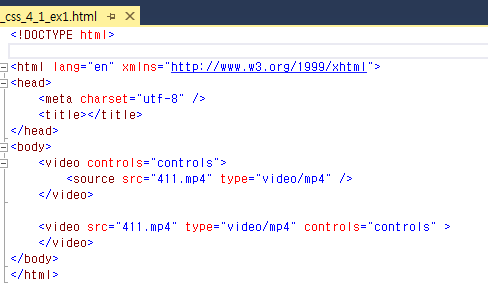 _css_4_1_ex1.html
<!DOCTYPE html>
<html lang="en" xmlns="http://www.w3.org/1999/xhtml">
<head>
<meta charset="utf-8" />
<title></title>
</head>
<body>
<video controls="controls">
<source src="411.mp4" type="video/mp4" />
</video>
<video src="411.mp4" type="video/mp4" controls="controls" >
</video>
</body>
</html>